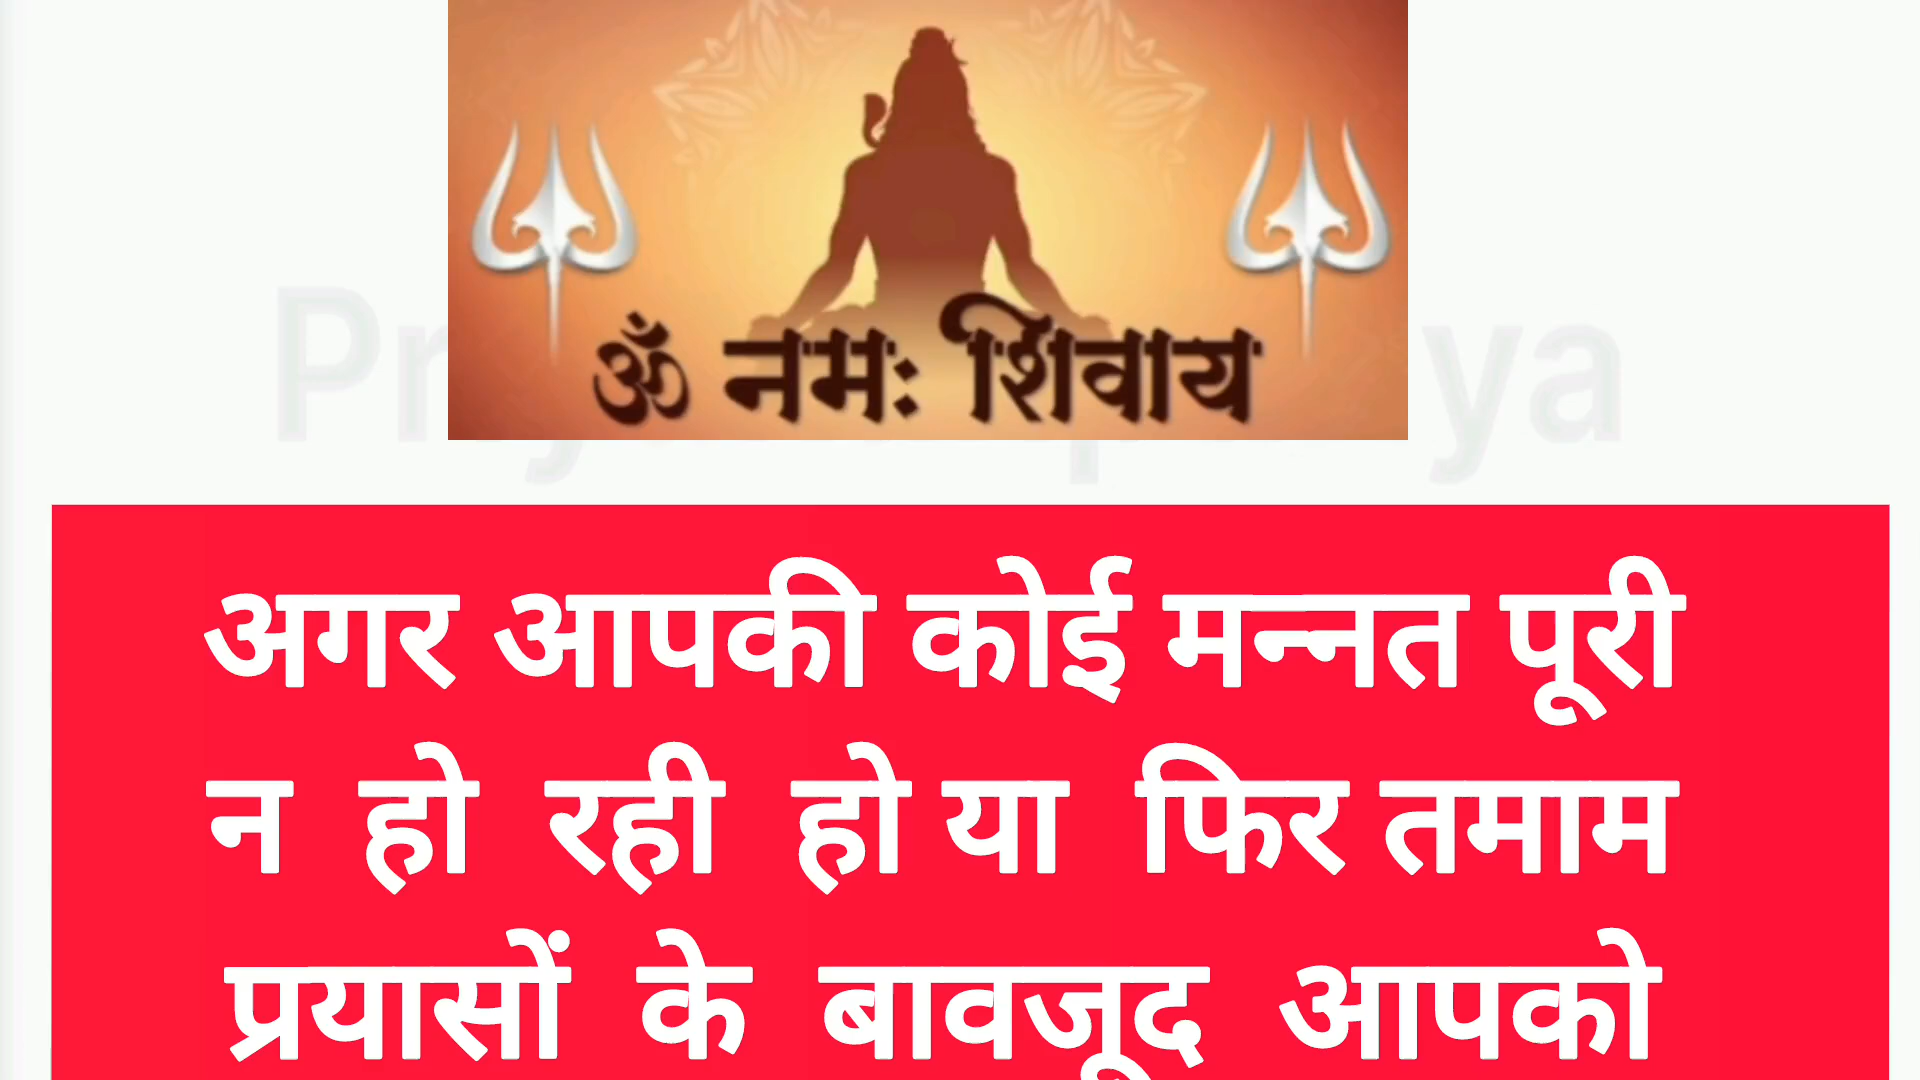 ॐ नमः शिवाय
अगर आपकी कोई मन्नत पूरी
न हो रही हो या फिर तमाम
प्रयासों के बावजूद आपको